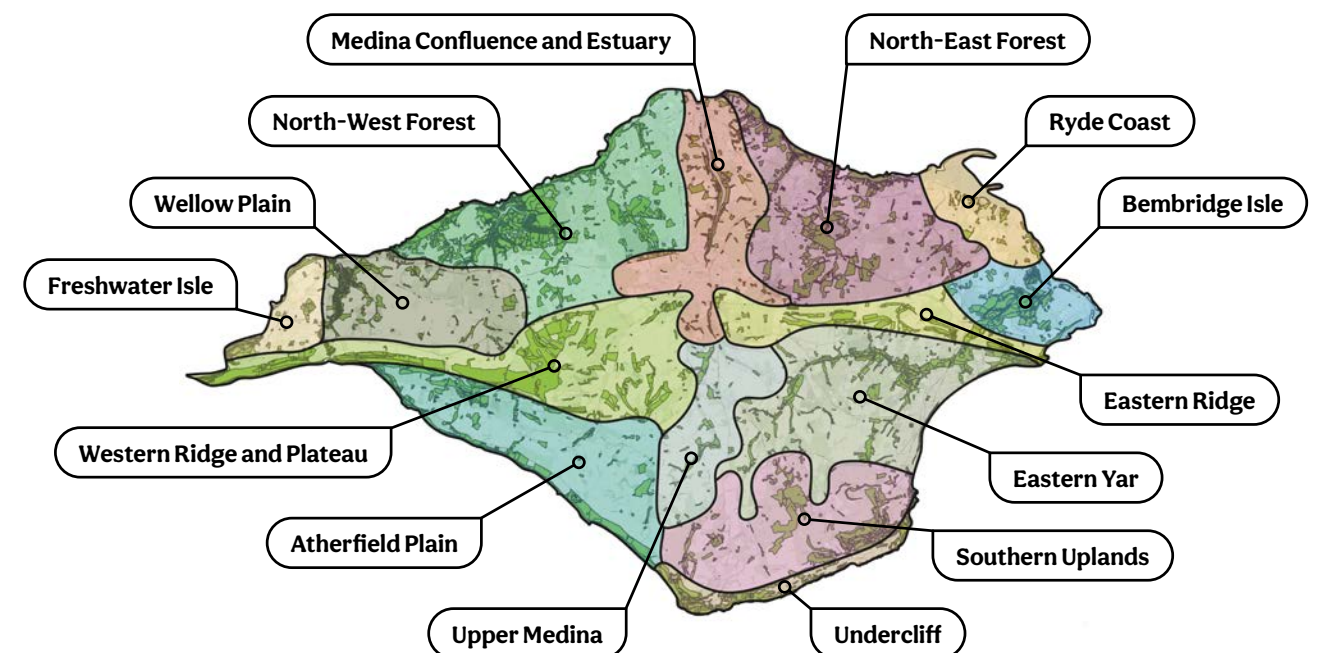 Medina Confluence and Estuary
North-East Forest
North-West Forest
Ryde Coast
Wellow Plain
Bembridge Isle
Freshwater Isle
Eastern Ridge
Western Ridge and Plateau
Eastern Yar
Atherfield Plain
Southern Uplands
Upper Medina
Undercliff